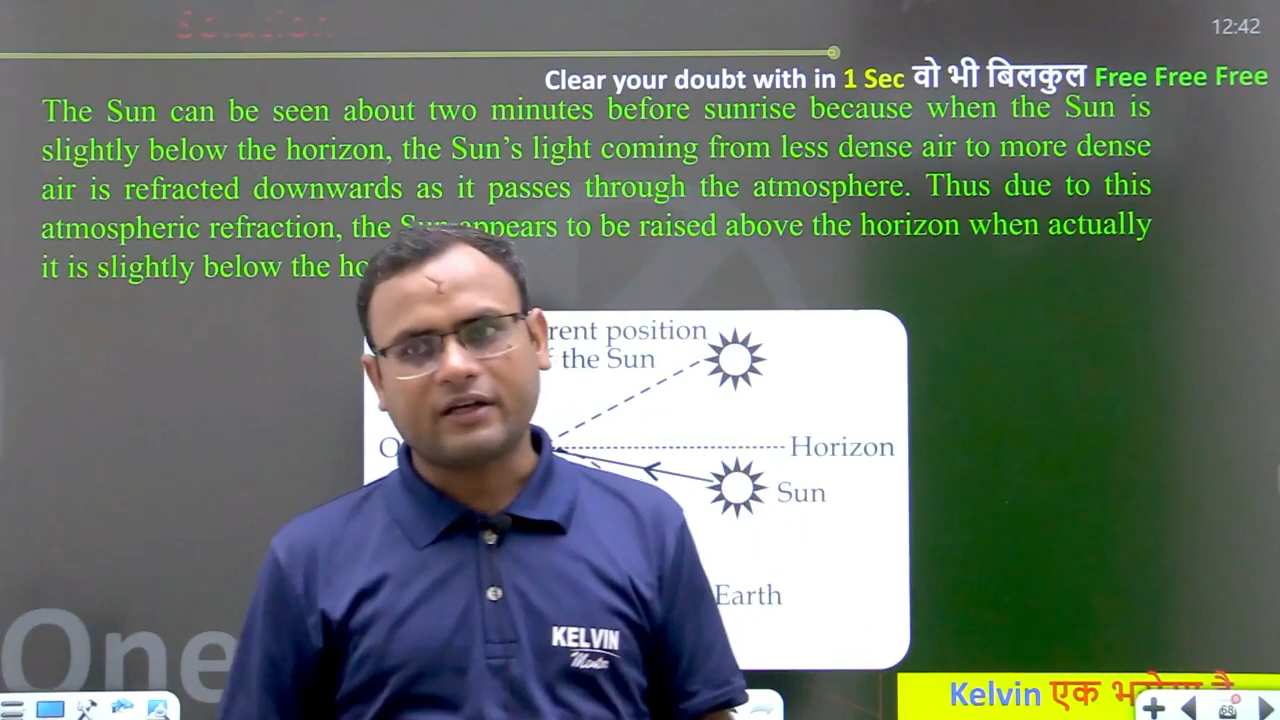 Solution
12:42
Clear your doubt with in 1 Sec वो भी बिलकुल Free Free Free
The Sun can be seen about two minutes before sunrise because when the Sun is
slightly below the horizon, the Sun's light coming from less dense air to more dense
air is refracted downwards as it passes through the atmosphere. Thus due to this
atmospheric refraction, the Sun appears to be raised above the horizon when actually
it is slightly below the
rent position
the Sun
Horizon
Sun
Earth
KELVIN
One
Kelvin एक
68